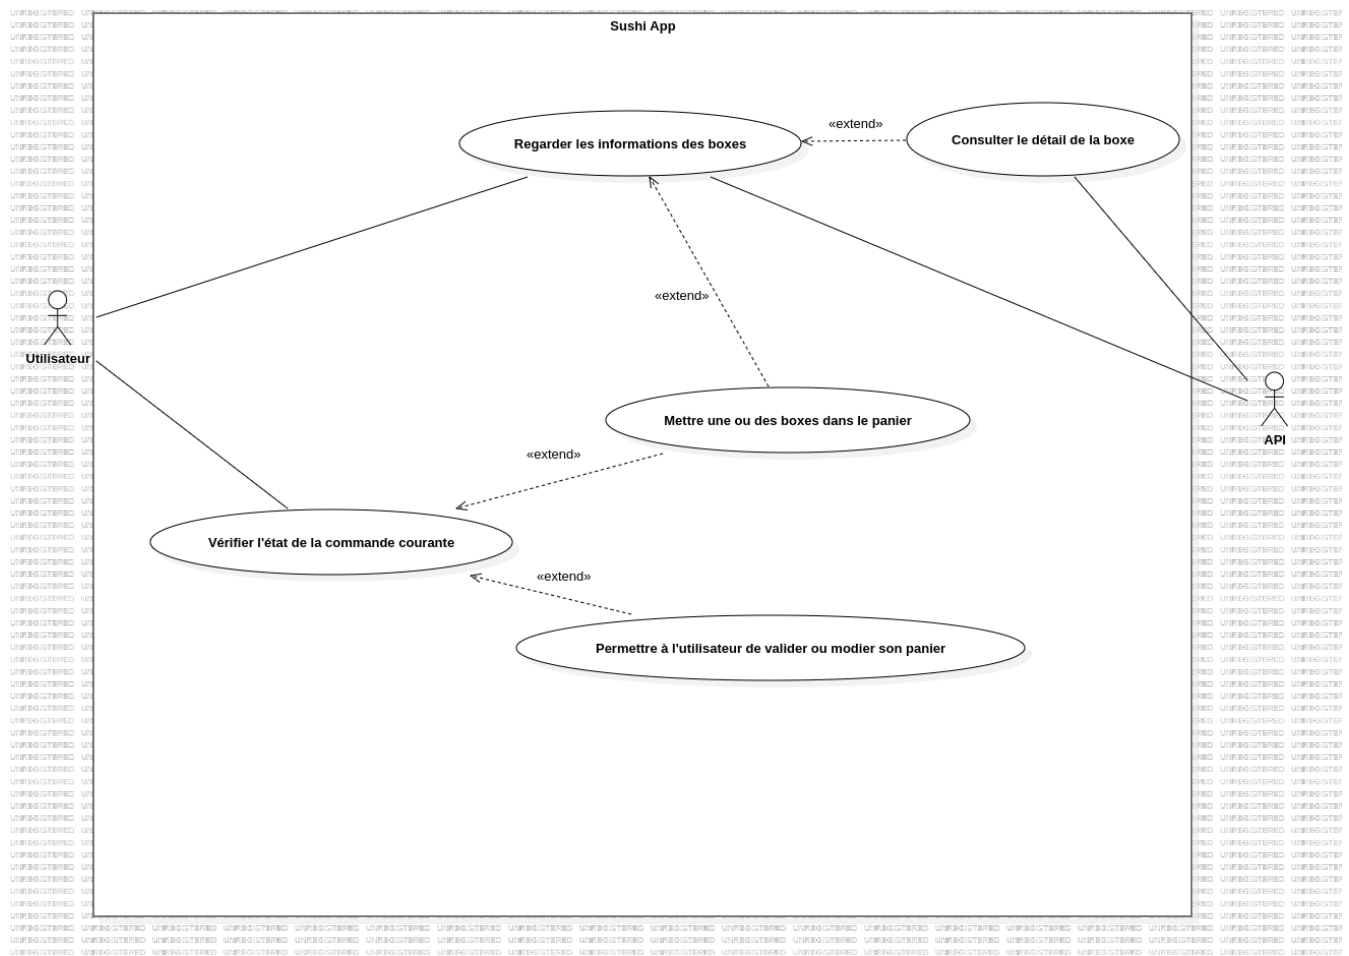 Sushi App
«extend»
Regarder les informations des boxes
Consulter le détail de la boxe
«extend»
Utilisateur
Mettre une ou des boxes dans le panier
API
«extend»
Vérifier l'état de la commande courante
«extend»
Permettre à l'utilisateur de valider ou modier son panier
UNREGISTERED